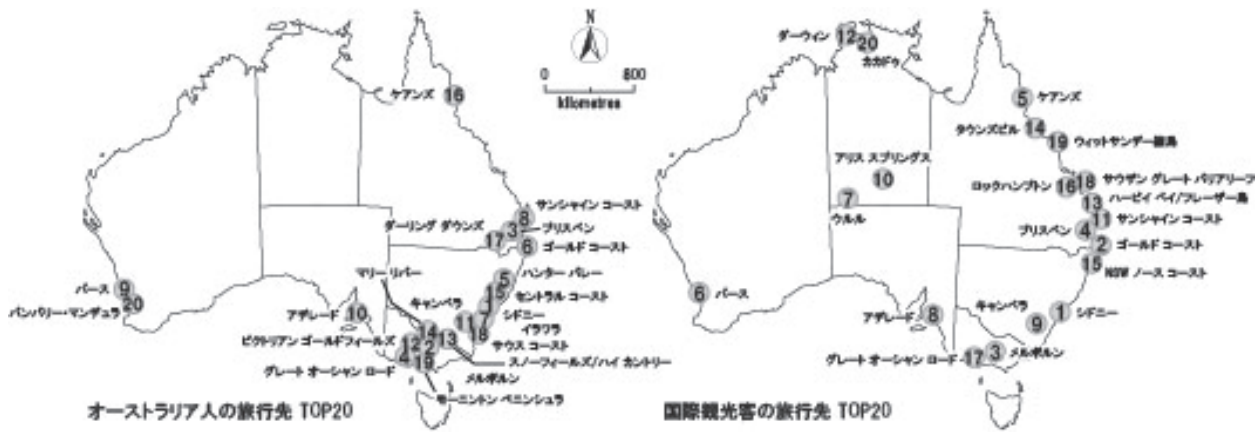 N
0 800
kilometres
ケアンズ
16
サンシャイン コースト
8
ダーリング ダウンズ
3
ブリスベン
17
6
ゴールド コースト
マリーリバー
5
ハンター バレー
9
パース
セントラル コースト
20
バンバリー・マンデュラ
キャンベラ
1
7
シドニー
アデレード
10
イラワラ
11
14
18
サウス コースト
ビクトリアン ゴールドフィールズ
12
2
13
スノーフィールズ/ハイ カントリー
4
グレート オーシャン ロード
19
メルボルン
モーニントン ペニンシュラ
オーストラリア人の旅行先 TOP20
ダーウィン
12
20
カカドゥ
5
ケアンズ
タウンズビル
14
19
アリス スプリングス
10
ロックハンプトン
16
18
サウザン グレート バリアリーフ
7
ウルル
13
ハービィ ベイ/フレーザー島
11
サンシャイン コースト
ブリスベン
4
2
ゴールド コースト
15
NSW ノース コースト
6
パース
アデレード
8
キャンベラ
9
1
シドニー
グレート オーシャン ロード
17
3
メルボルン
国際観光客の旅行先 TOP20